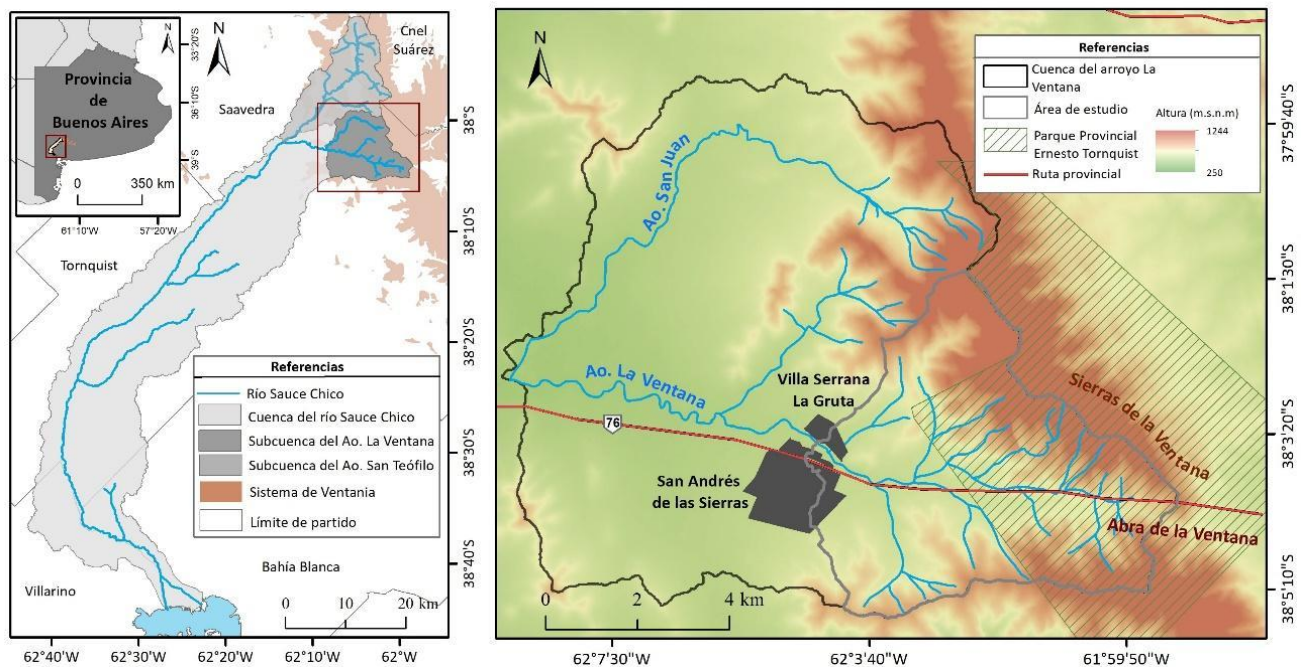 Provincia
de
Buenos Aires
0 350 km
61°10'W 57°20'W
33°20'S
36°10'S
39°S
N
N
Cnel
Suárez
Saavedra
Tornquist
Villarino
Bahía Blanca
Referencias
Río Sauce Chico
Cuenca del río Sauce Chico
Subcuenca del Ao. La Ventana
Subcuenca del Ao. San Teófilo
Sistema de Ventania
Límite de partido
0 10 20 km
38°S
38°10'S
38°20'S
38°30'S
38°40'S
62°40'W 62°30'W 62°20'W 62°10'W 62°W
N
Referencias
Cuenca del arroyo La
Ventana
Área de estudio
Parque Provincial
Ernesto Tornquist
Ruta provincial
Altura (m.s.n.m)
1244
250
Ao. San Juan
Ao. La Ventana
76
Villa Serrana
La Gruta
San Andrés
de las Sierras
Sierras de la Ventana
Abra de la Ventana
0 2 4 km
37°59'40"S
38°1'30"S
38°3'20"S
38°5'10"S
62°7'30"W 62°3'40"W 61°59'50"W